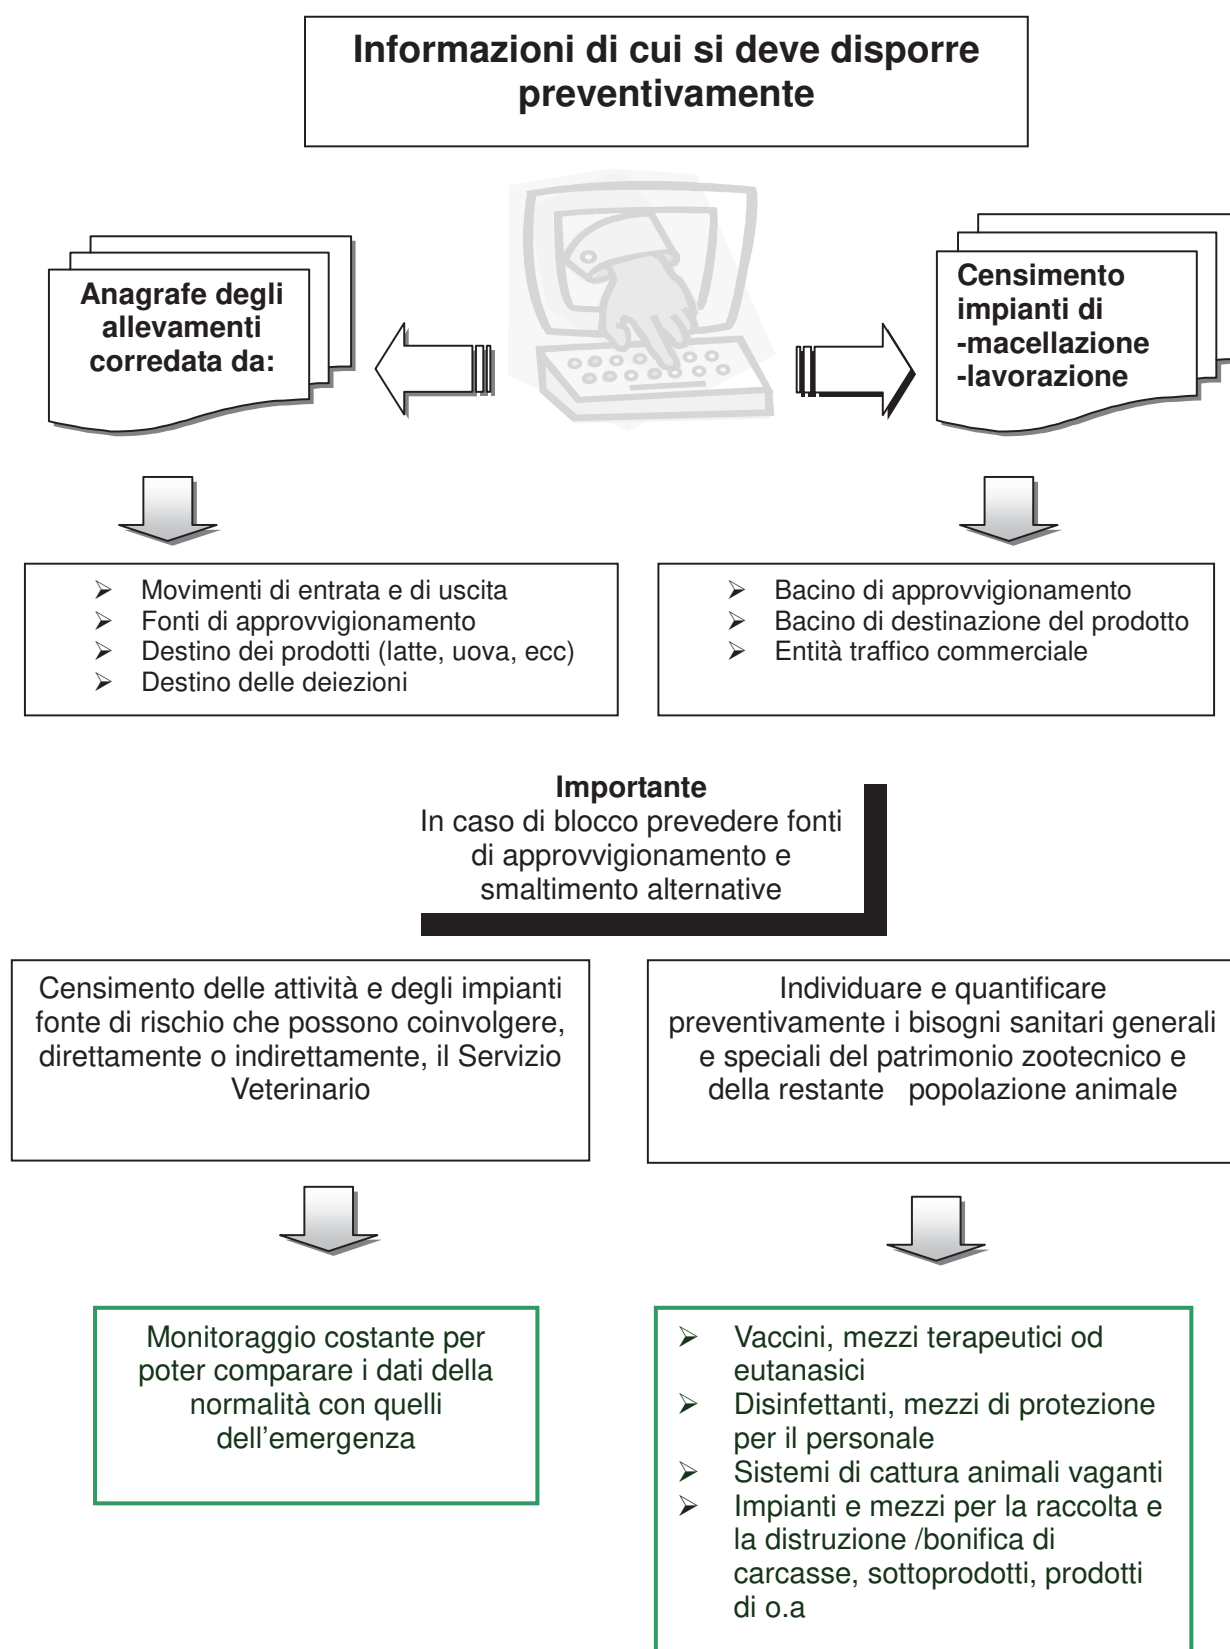 Informazioni di cui si deve disporre
preventivamente
Anagrafe degli
allevamenti
corredata da:
Censimento
impianti di
-macellazione
-lavorazione
➢ Movimenti di entrata e di uscita
➢ Fonti di approvvigionamento
➢ Destino dei prodotti (latte, uova, ecc)
➢ Destino delle deiezioni
➢ Bacino di approvvigionamento
➢ Bacino di destinazione del prodotto
➢ Entità traffico commerciale
Importante
In caso di blocco prevedere fonti
di approvvigionamento e
smaltimento alternative
Censimento delle attività e degli impianti
fonte di rischio che possono coinvolgere,
direttamente o indirettamente, il Servizio
Veterinario
Individuare e quantificare
preventivamente i bisogni sanitari generali
e speciali del patrimonio zootecnico e
della restante popolazione animale
Monitoraggio costante per
poter comparare i dati della
normalità con quelli
dell'emergenza
➢ Vaccini, mezzi terapeutici od
eutanasici
➢ Disinfettanti, mezzi di protezione
per il personale
➢ Sistemi di cattura animali vaganti
➢ Impianti e mezzi per la raccolta e
la distruzione /bonifica di
carcasse, sottoprodotti, prodotti
di o.a